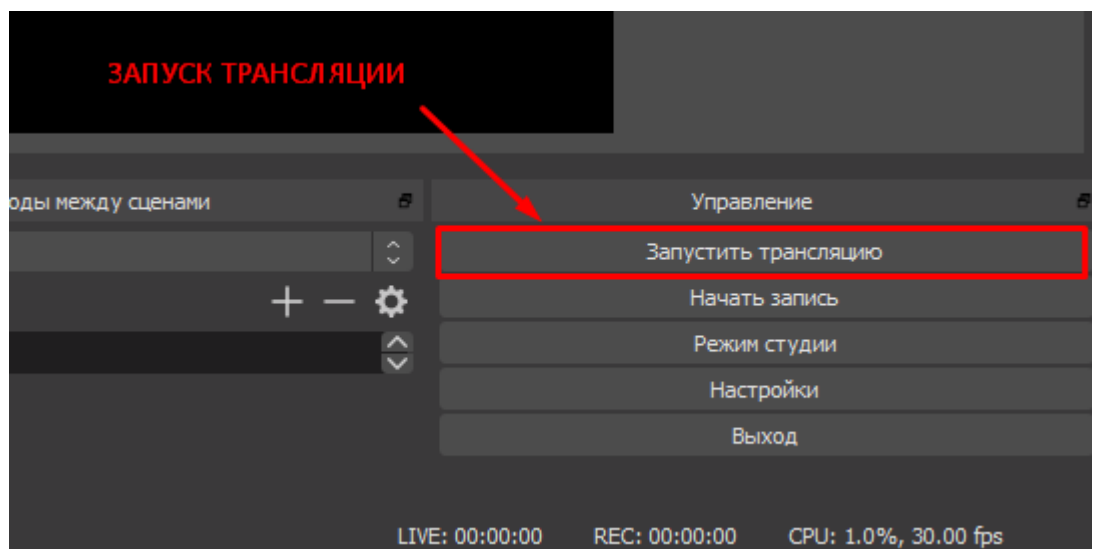 ЗАПУСК ТРАНСЛЯЦИИ
оды между сценами
Управление
Запустить трансляцию
Начать запись
Режим студии
Настройки
Выход
LIVE: 00:00:00 REC: 00:00:00 CPU: 1.0%, 30.00 fps